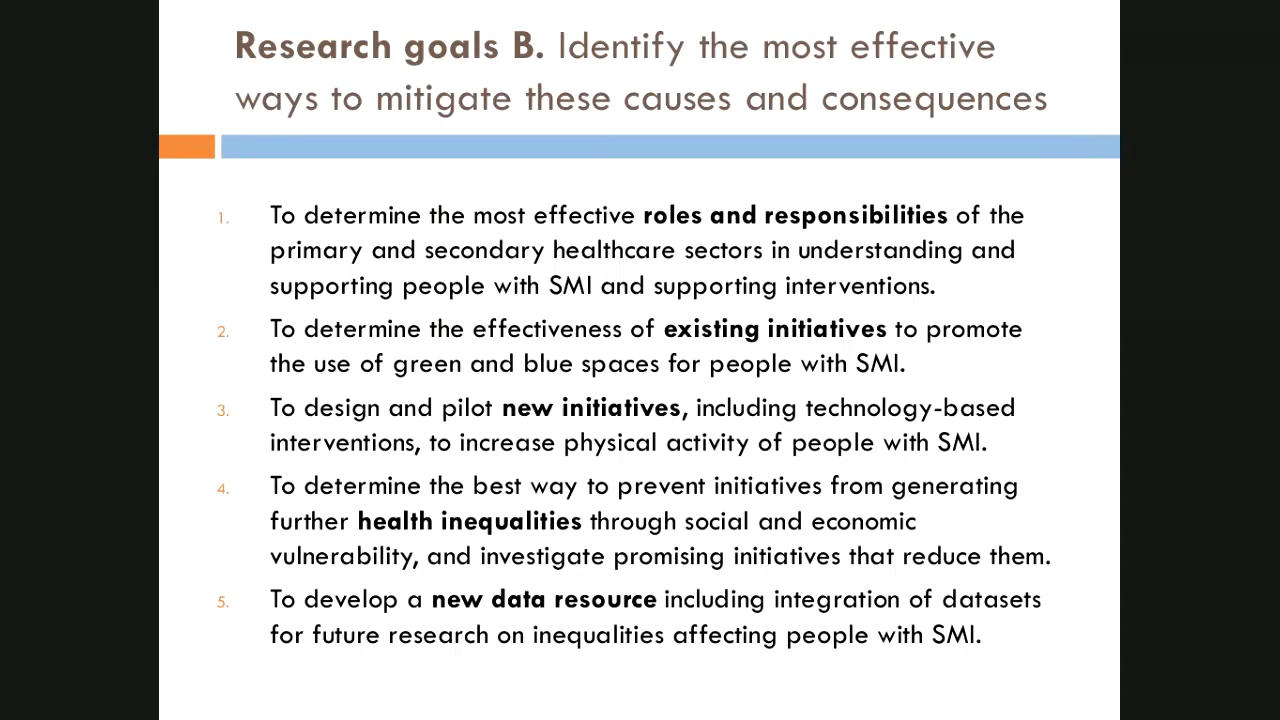 Research goals B. Identify the most effective
ways to mitigate these causes and consequences
1. To determine the most effective roles and responsibilities of the
primary and secondary healthcare sectors in understanding and
supporting people with SMI and supporting interventions.
2. To determine the effectiveness of existing initiatives to promote
the use of green and blue spaces for people with SMI.
3. To design and pilot new initiatives, including technology-based
interventions, to increase physical activity of people with SMI.
4. To determine the best way to prevent initiatives from generating
further health inequalities through social and economic
vulnerability, and investigate promising initiatives that reduce them.
5. To develop a new data resource including integration of datasets
for future research on inequalities affecting people with SMI.